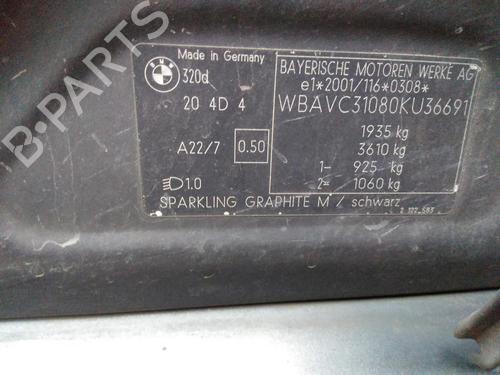 Made in Germany
320d
20 4D 4
A22/7 0.50
1.0
BAYERISCHE MOTOREN WERKE AG
e1*2001/116*0308*
WBAVC31080KU36691
1935 kg
3610 kg
1- 925 kg
2= 1060 kg
SPARKLING GRAPHITE M / schwarz